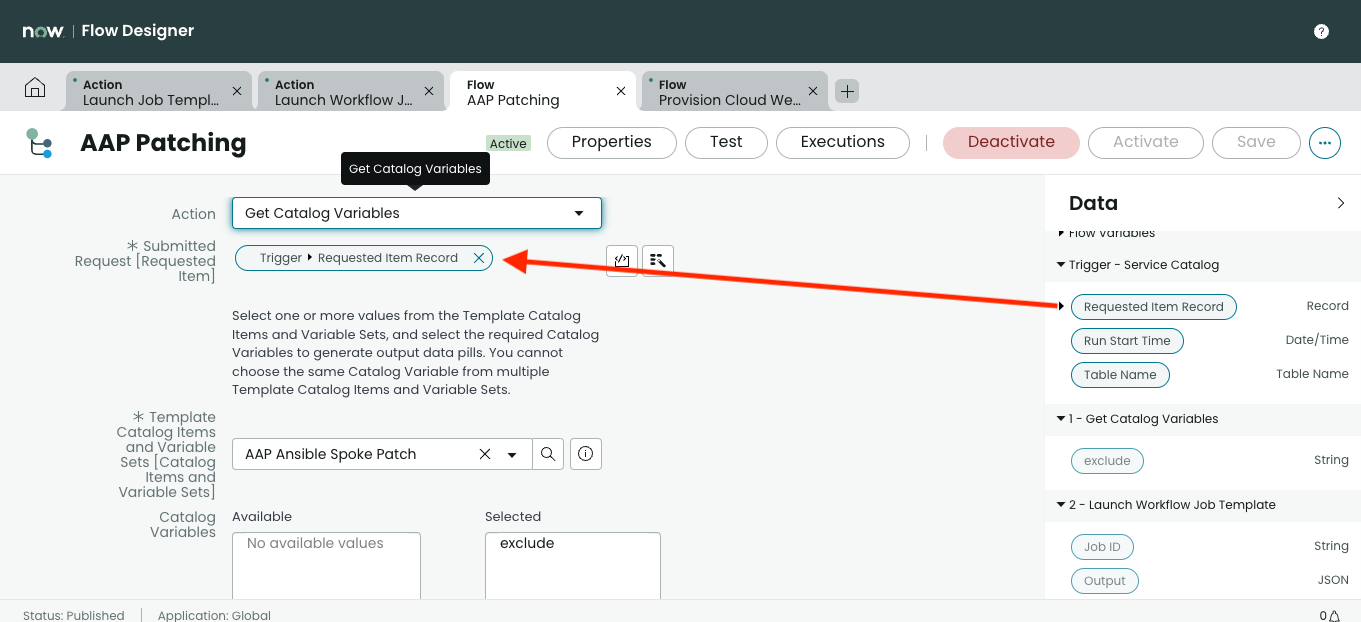 now | Flow Designer
?
Action
Launch Job Templ...
Action
Launch Workflow J...
Flow
AAP Patching
Flow
Provision Cloud We...
AAP Patching
Active
Properties
Test
Executions
Deactivate
Activate
Save
Get Catalog Variables
Action
Get Catalog Variables
Submitted
Request [Requested
Item]
Trigger
Requested Item Record
Select one or more values from the Template Catalog
Items and Variable Sets, and select the required Catalog
Variables to generate output data pills. You cannot
choose the same Catalog Variable from multiple
Template Catalog Items and Variable Sets.
Template
Catalog Items
and Variable
Sets [Catalog
Items and
Variable Sets]
AAP Ansible Spoke Patch
Catalog
Variables
Available
No available values
Selected
exclude
Data
Flow Variables
Trigger - Service Catalog
Requested Item Record
Record
Run Start Time
Date/Time
Table Name
Table Name
1 - Get Catalog Variables
exclude
String
2 - Launch Workflow Job Template
Job ID
String
Output
JSON
Status: Published
Application: Global
0